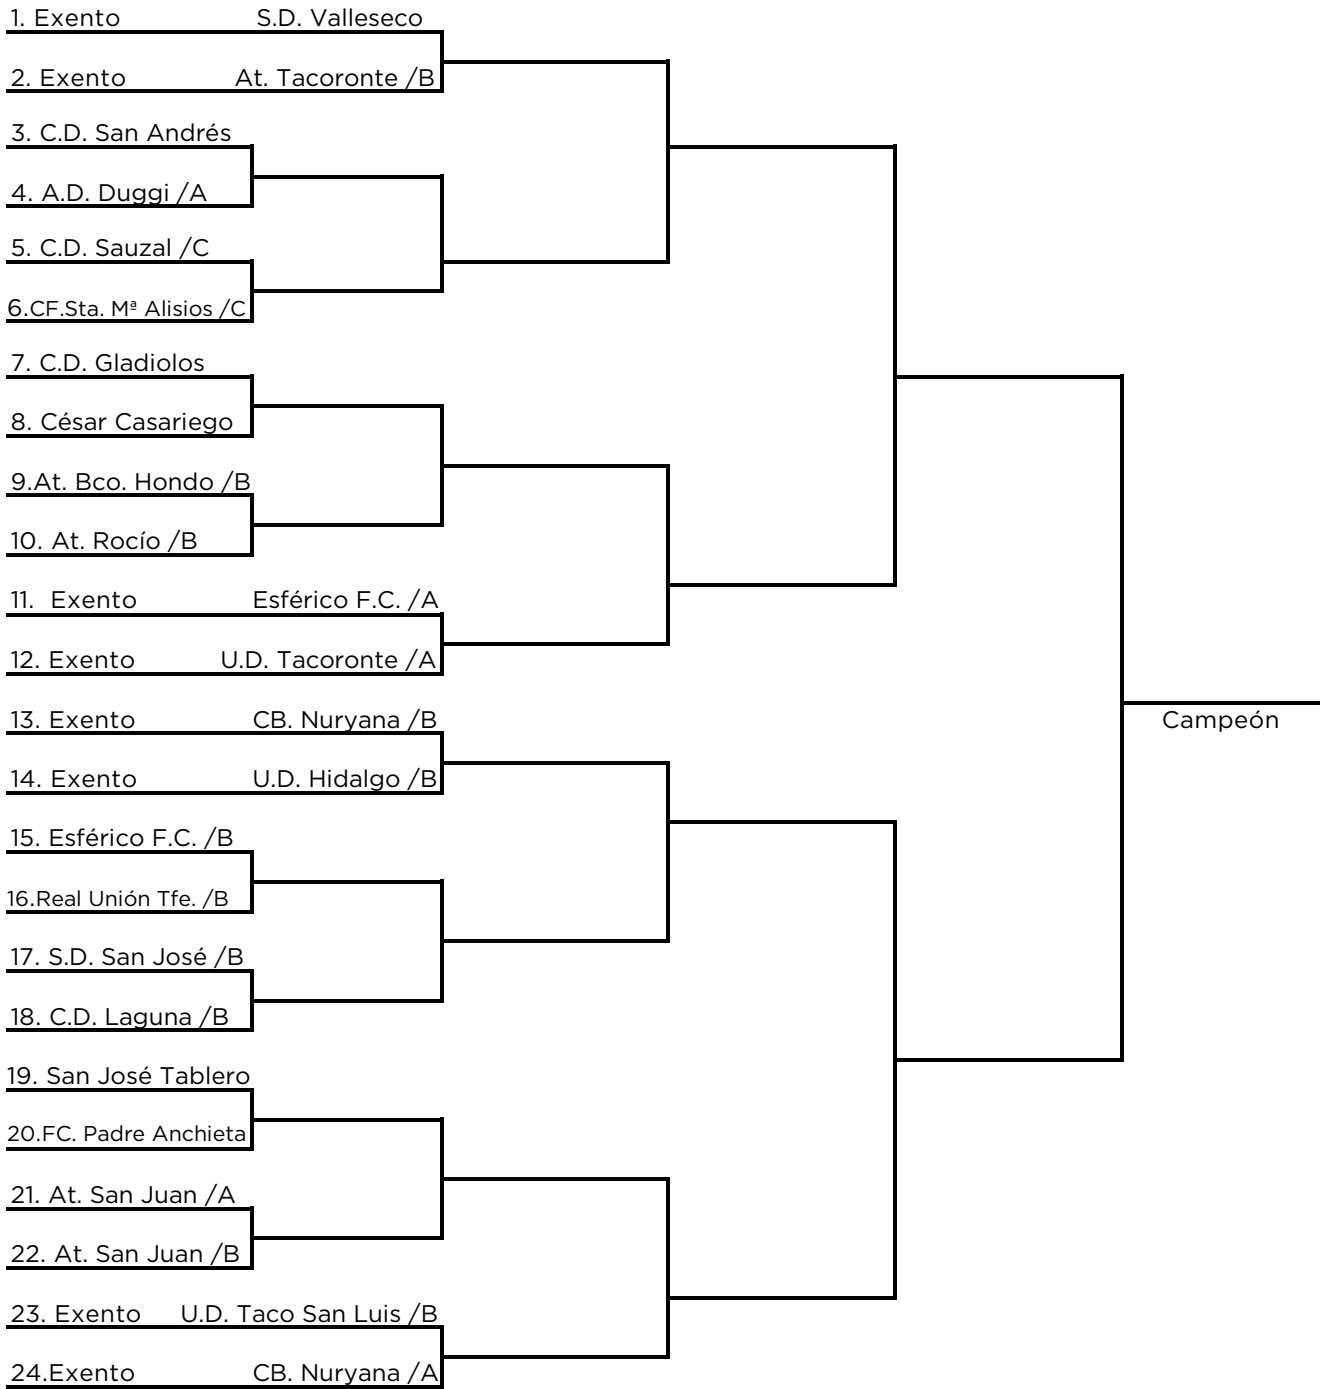 1. Exento S.D. Valleseco
2. Exento At. Tacoronte /B
3. C.D. San Andrés
4. A.D. Duggi /A
5. C.D. Sauzal /C
6.CF.Sta. Mª Alisios /C
7. C.D. Gladiolos
8. César Casariego
9.At. Bco. Hondo /B
10. At. Rocío /B
11. Exento Esférico F.C. /A
12. Exento U.D. Tacoronte /A
13. Exento CB. Nuryana /B
Campeón
14. Exento U.D. Hidalgo /B
15. Esférico F.C. /B
16.Real Unión Tfe. /B
17. S.D. San José /B
18. C.D. Laguna /B
19. San José Tablero
20.FC. Padre Anchieta
21. At. San Juan /A
22. At. San Juan /B
23. Exento U.D. Taco San Luis /B
24.Exento CB. Nuryana /A